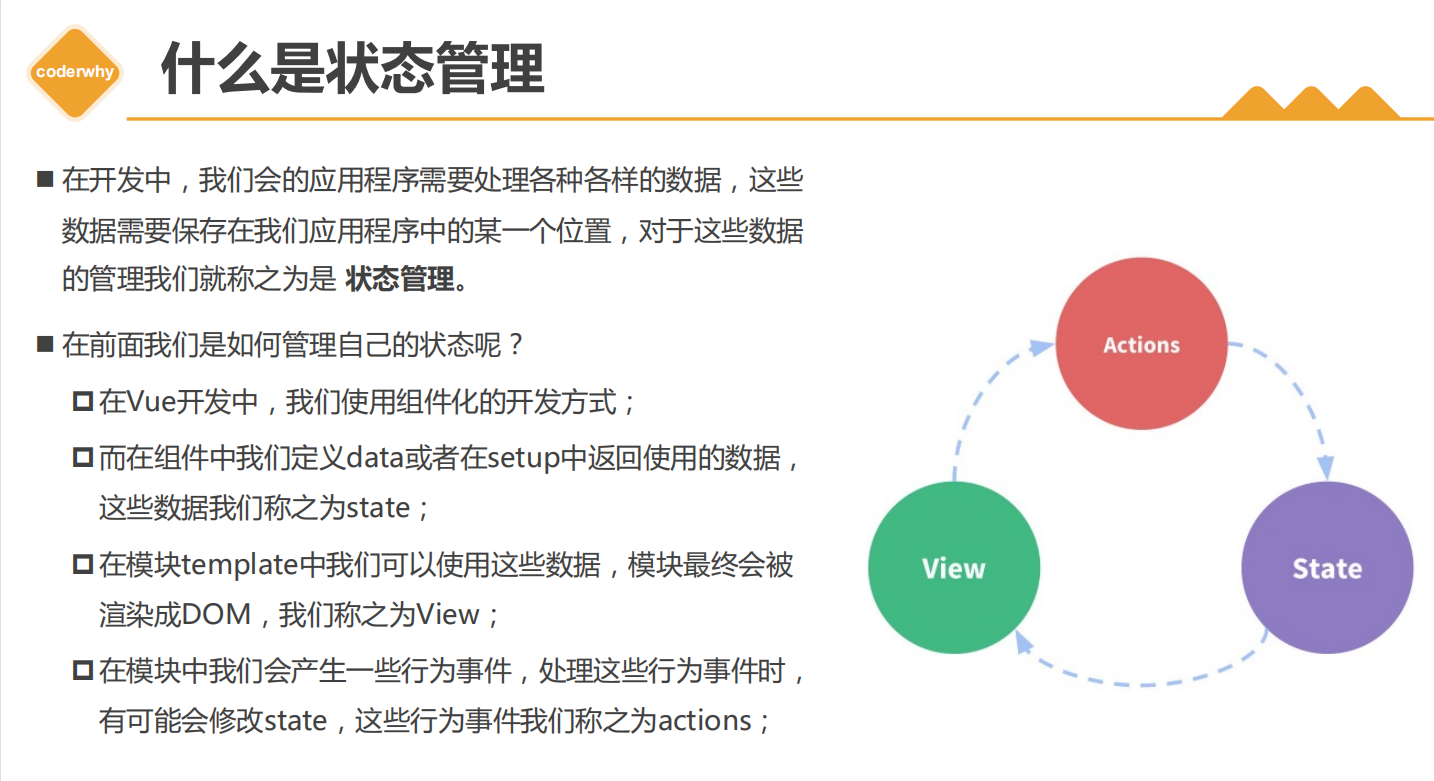 coderwhy
什么是状态管理
■ 在开发中，我们会的应用程序需要处理各种各样的数据，这些
数据需要保存在我们应用程序中的某一个位置，对于这些数据
的管理我们就称之为是 状态管理。
■ 在前面我们是如何管理自己的状态呢？
在Vue开发中，我们使用组件化的开发方式；
而在组件中我们定义data或者在setup中返回使用的数据，
这些数据我们称之为state；
在模块template中我们可以使用这些数据，模块最终会被
渲染成DOM，我们称之为View；
在模块中我们会产生一些行为事件，处理这些行为事件时，
有可能会修改state，这些行为事件我们称之为actions；
Actions
View
State